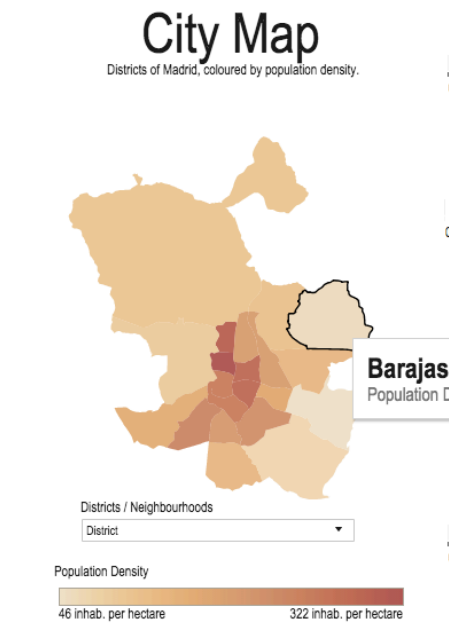 City Map
Districts of Madrid, coloured by population density.
Barajas
Population
Districts / Neighbourhoods
District
Population Density
46 inhab. per hectare
322 inhab. per hectare